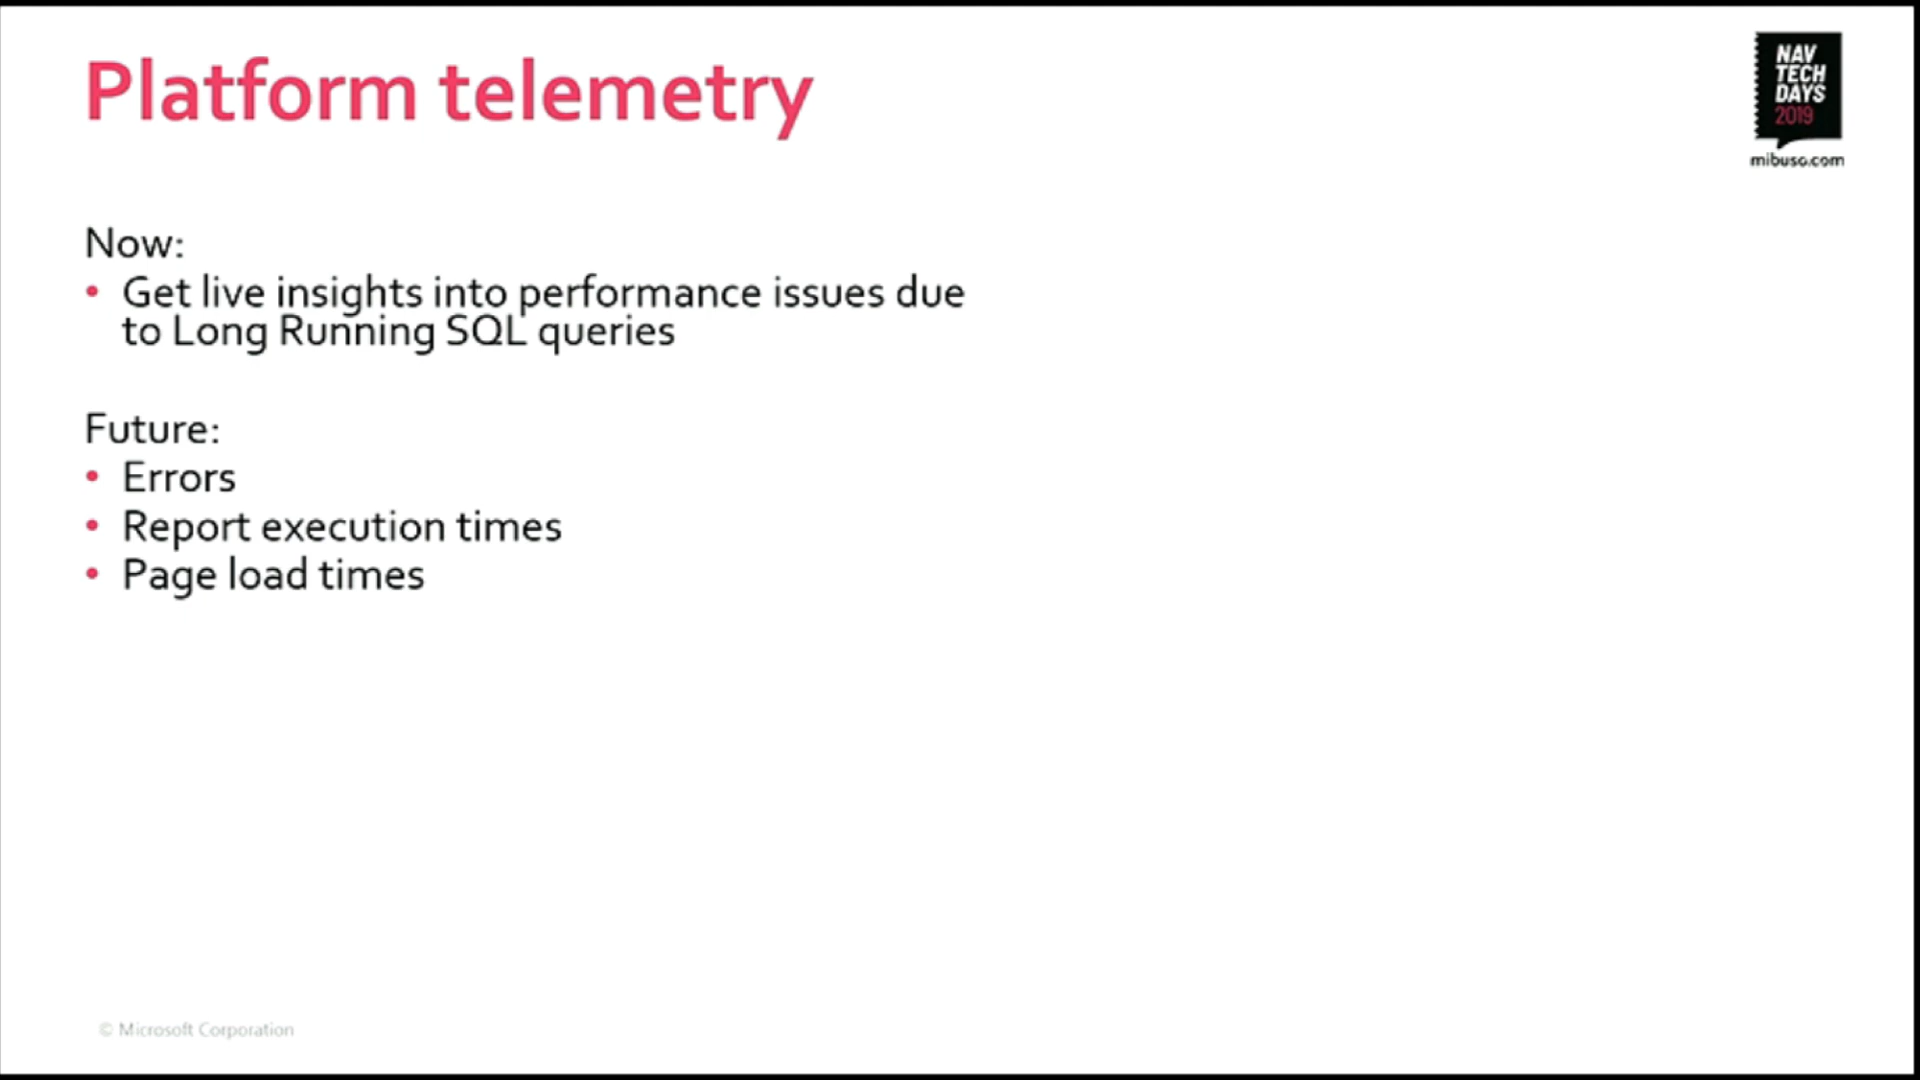 Platform telemetry
NAV
TECH
DAYS
2019
mibuso.com
Now:
• Get live insights into performance issues due
to Long Running SQL queries
Future:
• Errors
• Report execution times
• Page load times
© Microsoft Corporation